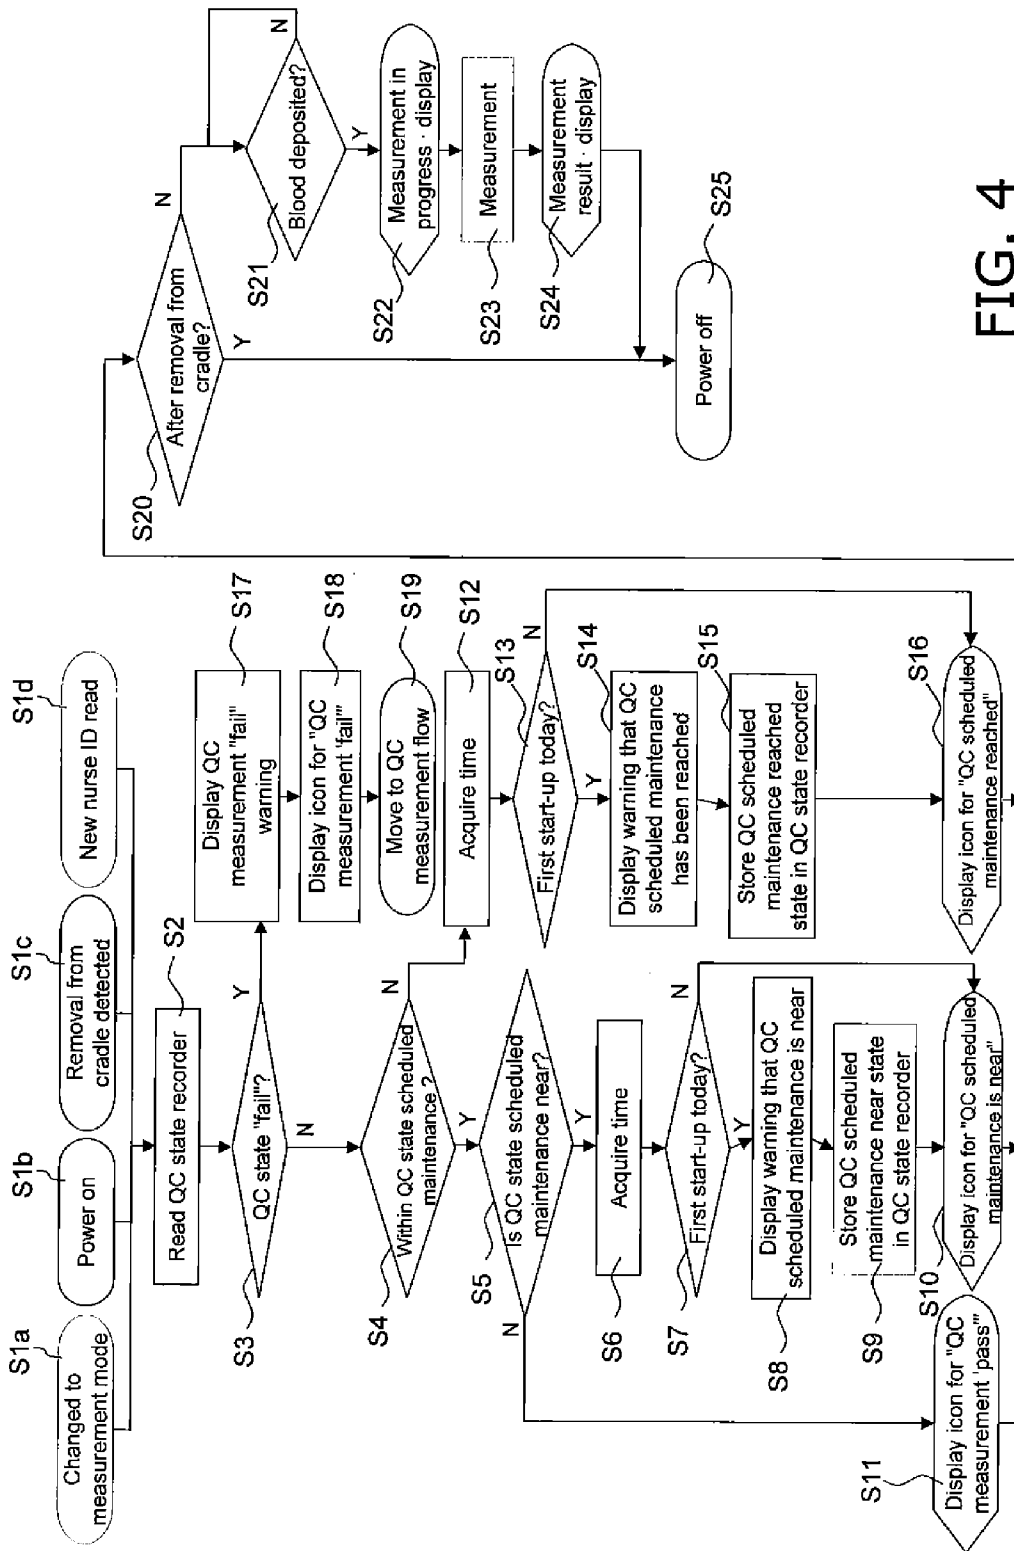 S1a
Changed to
measurement mode
S1b
Power on
S1c
Removal from
cradle detected
S1d
New nurse ID read
S2
Read QC state recorder
S3
QC state "fail"?
Y
N
S17
Display QC
measurement "fail"
warning
S18
Display icon for "QC
measurement 'fail'"
S19
Move to QC
measurement flow
S4
Within QC state scheduled
maintenance ?
N
Y
S12
Acquire time
S5
is QC state scheduled
maintenance near?
N
Y
S6
Acquire time
S7
First start-up today?
N
Y
S8
Display warning that QC
scheduled maintenance is near
S9
Store QC scheduled
maintenance near state
in QC state recorder
S10
Display icon for "QC scheduled
maintenance is near"
S11
Display icon for "QC
measurement 'pass'"
S13
First start-up today?
N
Y
S14
Display warning that QC
scheduled maintenance
has been reached
S15
Store QC scheduled
maintenance reached
state in QC state recorder
S16
Display icon for "QC scheduled
maintenance reached"
S20
After removal from
cradle?
N
Y
S21
Blood deposited?
N
Y
S22
Measurement in
progress · display
S23
Measurement
S24
Measurement
result · display
S25
Power off
FIG. 4